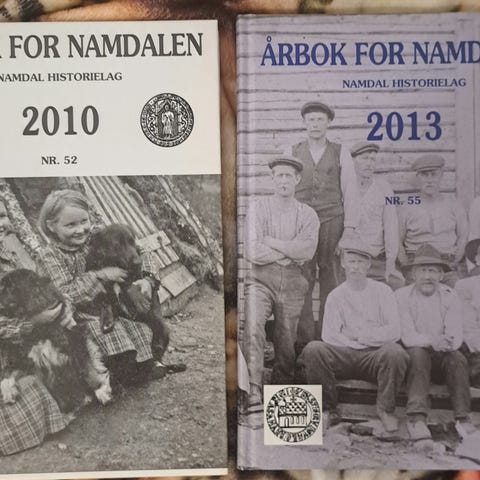 K FOR NAMDALEN
NAMDAL HISTORIELAG
2010
NR. 52
ÅRBOK FOR NAMD
NAMDAL HISTORIELAG
2013
NR. 55